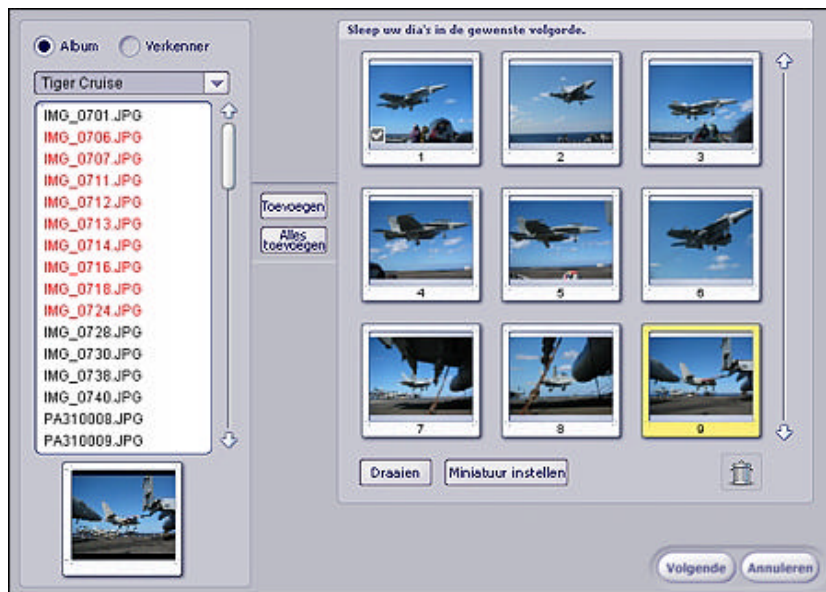 Album
Verkenner
Tiger Cruise
IMG_0701.JPG
IMG_0706.JPG
IMG_0707.JPG
IMG_0711.JPG
IMG_0712.JPG
IMG_0713.JPG
IMG_0714.JPG
IMG_0716.JPG
IMG_0718.JPG
IMG_0724.JPG
IMG_0728.JPG
IMG_0730.JPG
IMG_0738.JPG
IMG_0740.JPG
PA310008.JPG
PA310009.JPG
Toevoegen
Alles
toevoegen
Sleep uw dia's in de gewenste volgorde.
1
2
3
4
5
6
7
8
9
Draaien
Miniatuur instellen
Volgende
Annuleren